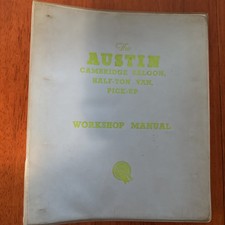 AUSTIN
CAMBRIDGE SALOON,
HALF-TON VAN
PICK-UP
WORKSHOP MANUAL